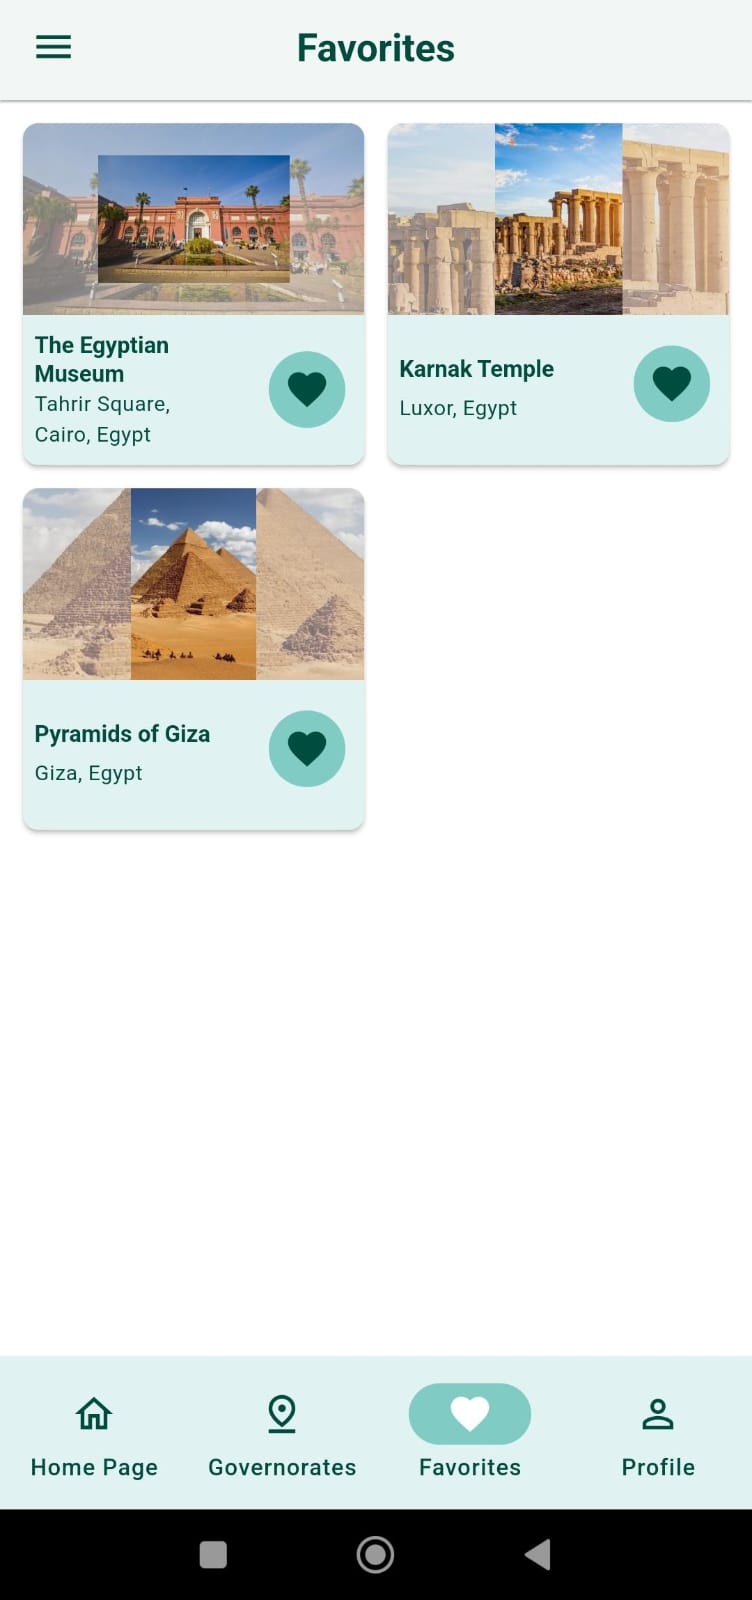 Favorites
The Egyptian
Museum
Tahrir Square,
Cairo, Egypt
Karnak Temple
Luxor, Egypt
Pyramids of Giza
Giza, Egypt
Home Page
Governorates
Favorites
Profile